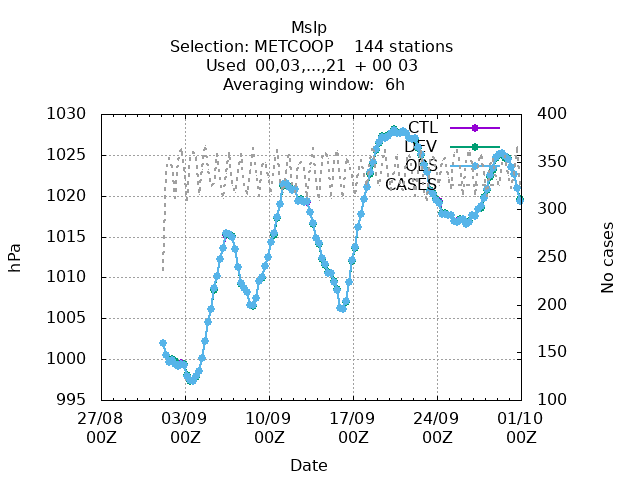 Mslp
Selection: METCOOP 144 stations
Used 00,03,...,21 + 00 03
Averaging window: 6h
1030
1025
1020
1015
1010
1005
1000
995
hPa
400
350
300
250
200
150
100
No cases
CTL
DEV
OBS
CASES
27/08 03/09 10/09 17/09 24/09 01/10
00Z 00Z 00Z 00Z 00Z 00Z
Date